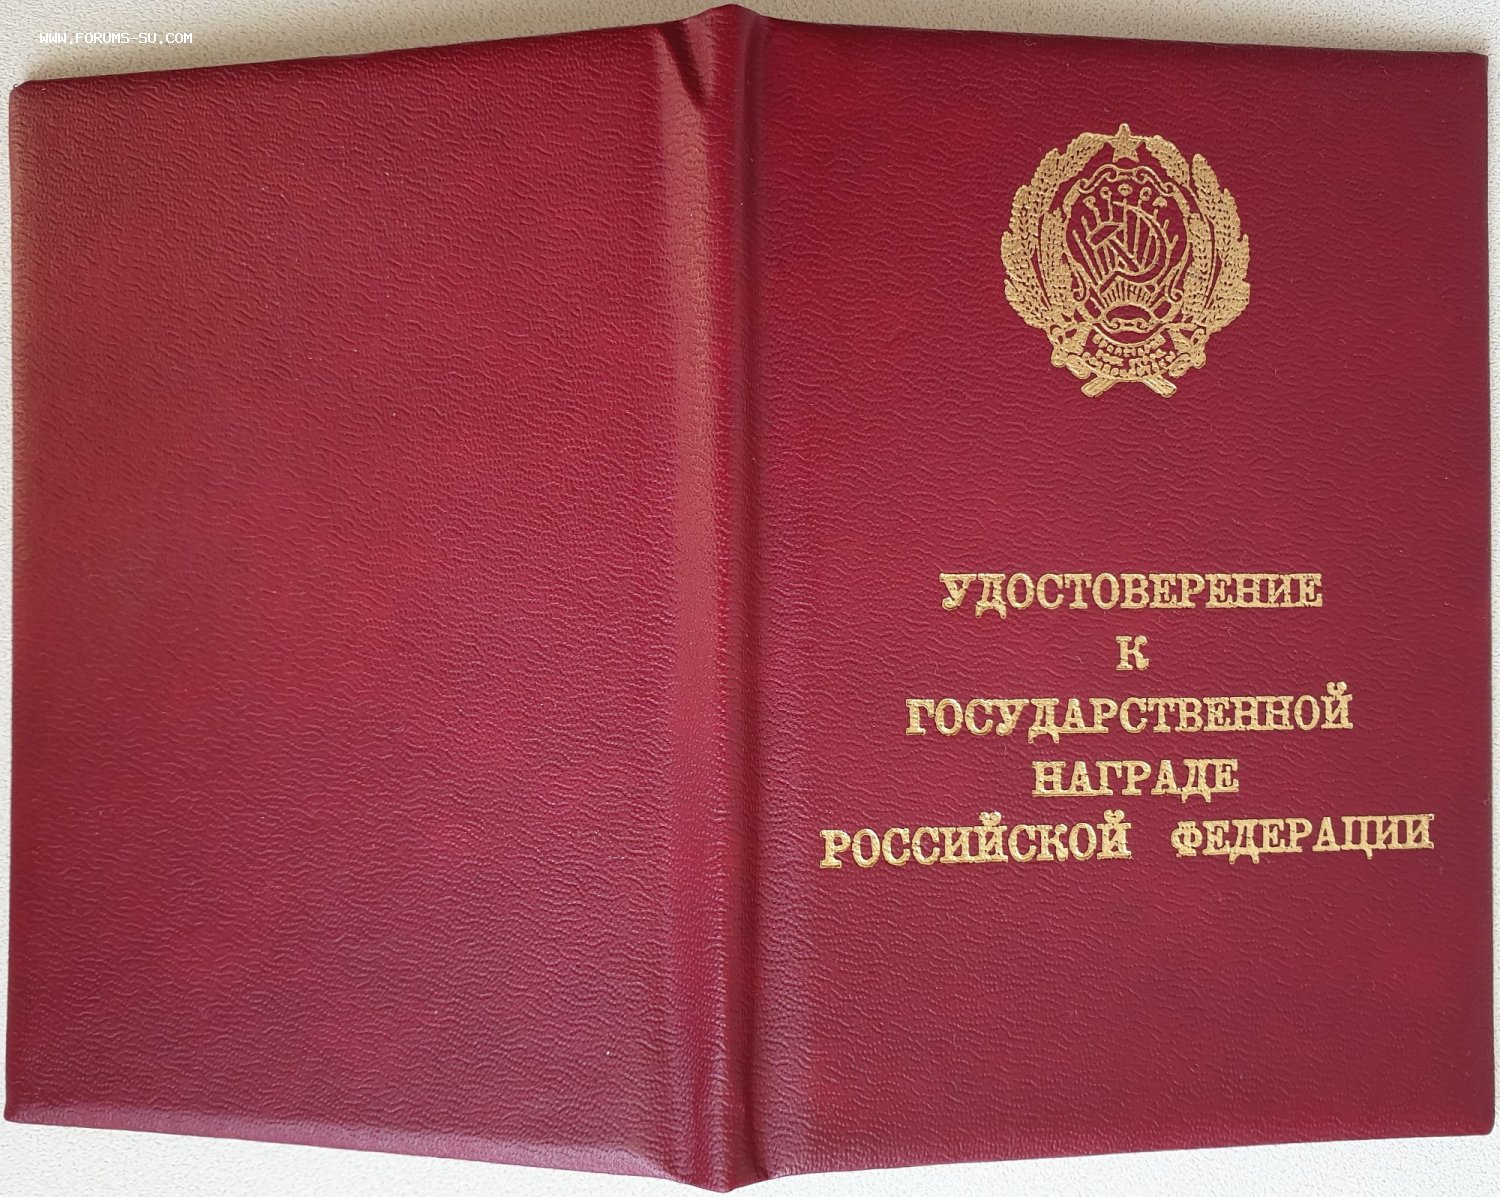 WWW.FORUMS-SU.COM
УДОСТОВЕРЕНИЕ
К
ГОСУДАРСТВЕННОЙ
НАГРАДЕ
РОССИЙСКОЙ ФЕДЕРАЦИИ